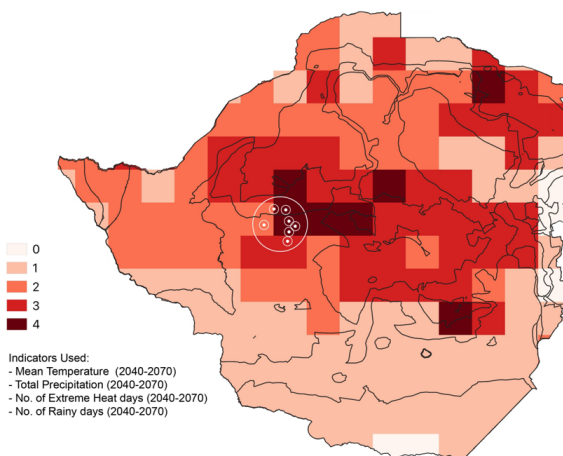 0
1
2
3
4
Indicators Used:
- Mean Temperature (2040-2070)
- Total Precipitation (2040-2070)
- No. of Extreme Heat days (2040-2070)
- No. of Rainy days (2040-2070)